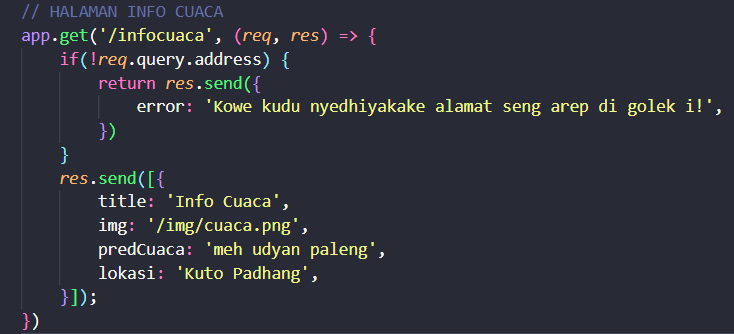 // HALAMAN INFO CUACA
app.get('/infocuaca', (req, res) => {
if(!req.query.address) {
return res.send({
error: 'Kowe kudu nyedhiyakake alamat seng arep di golek i!',
})
}
res.send([{
title: 'Info Cuaca',
img: '/img/cuaca.png',
predCuaca: 'meh udyan paleng',
lokasi: 'Kuto Padhang',
}]);
})